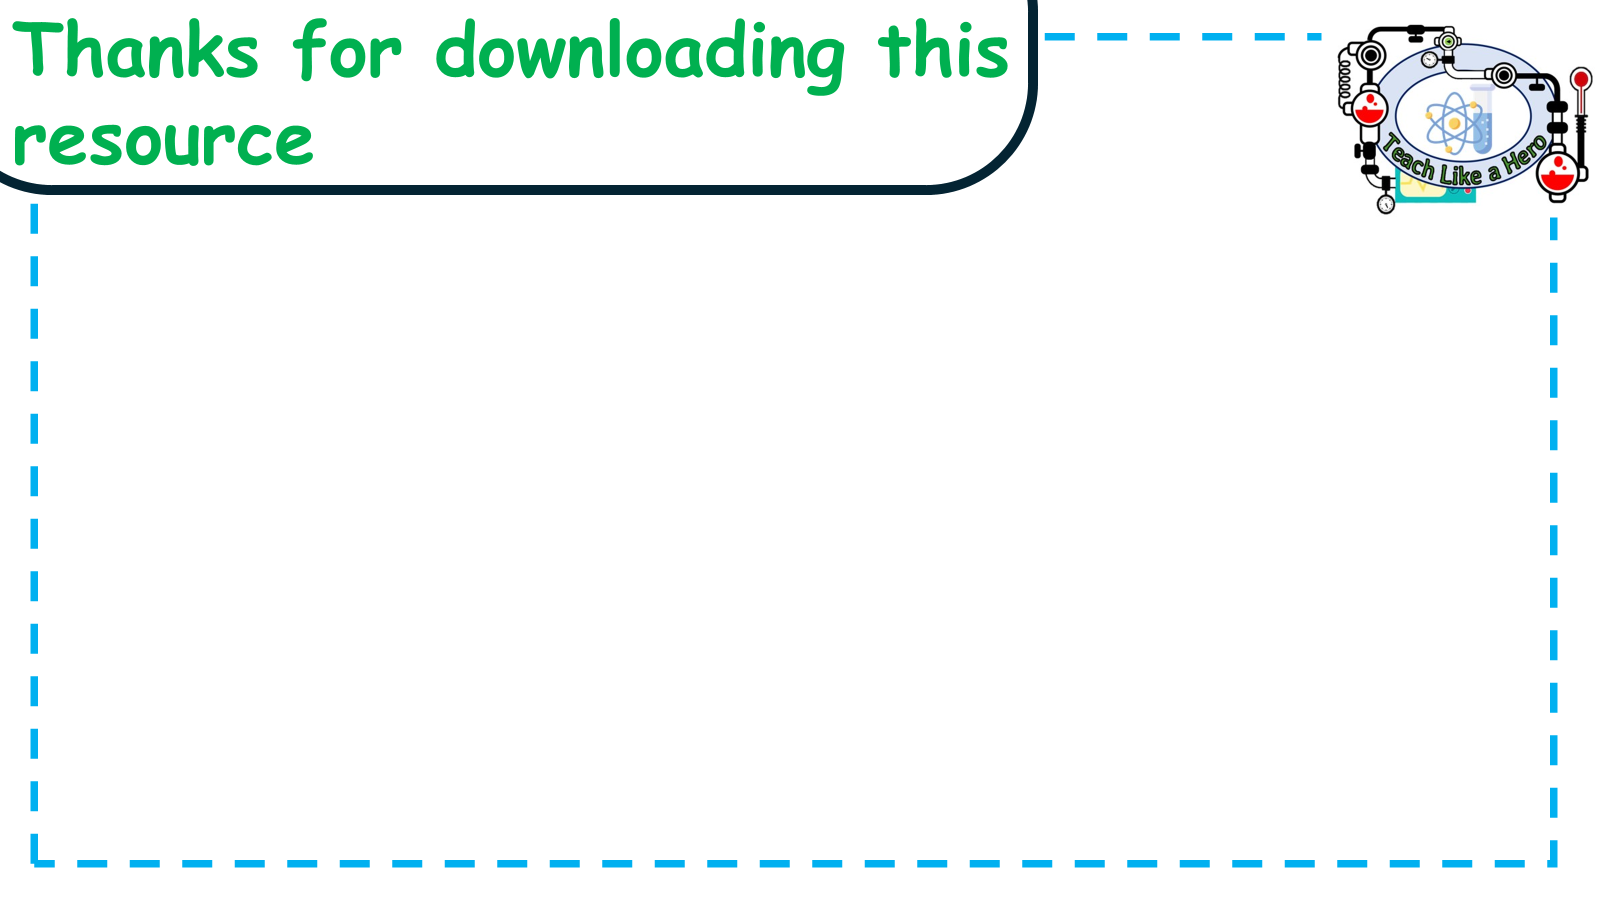 Thanks for downloading this
resource
Teach Like a Hero